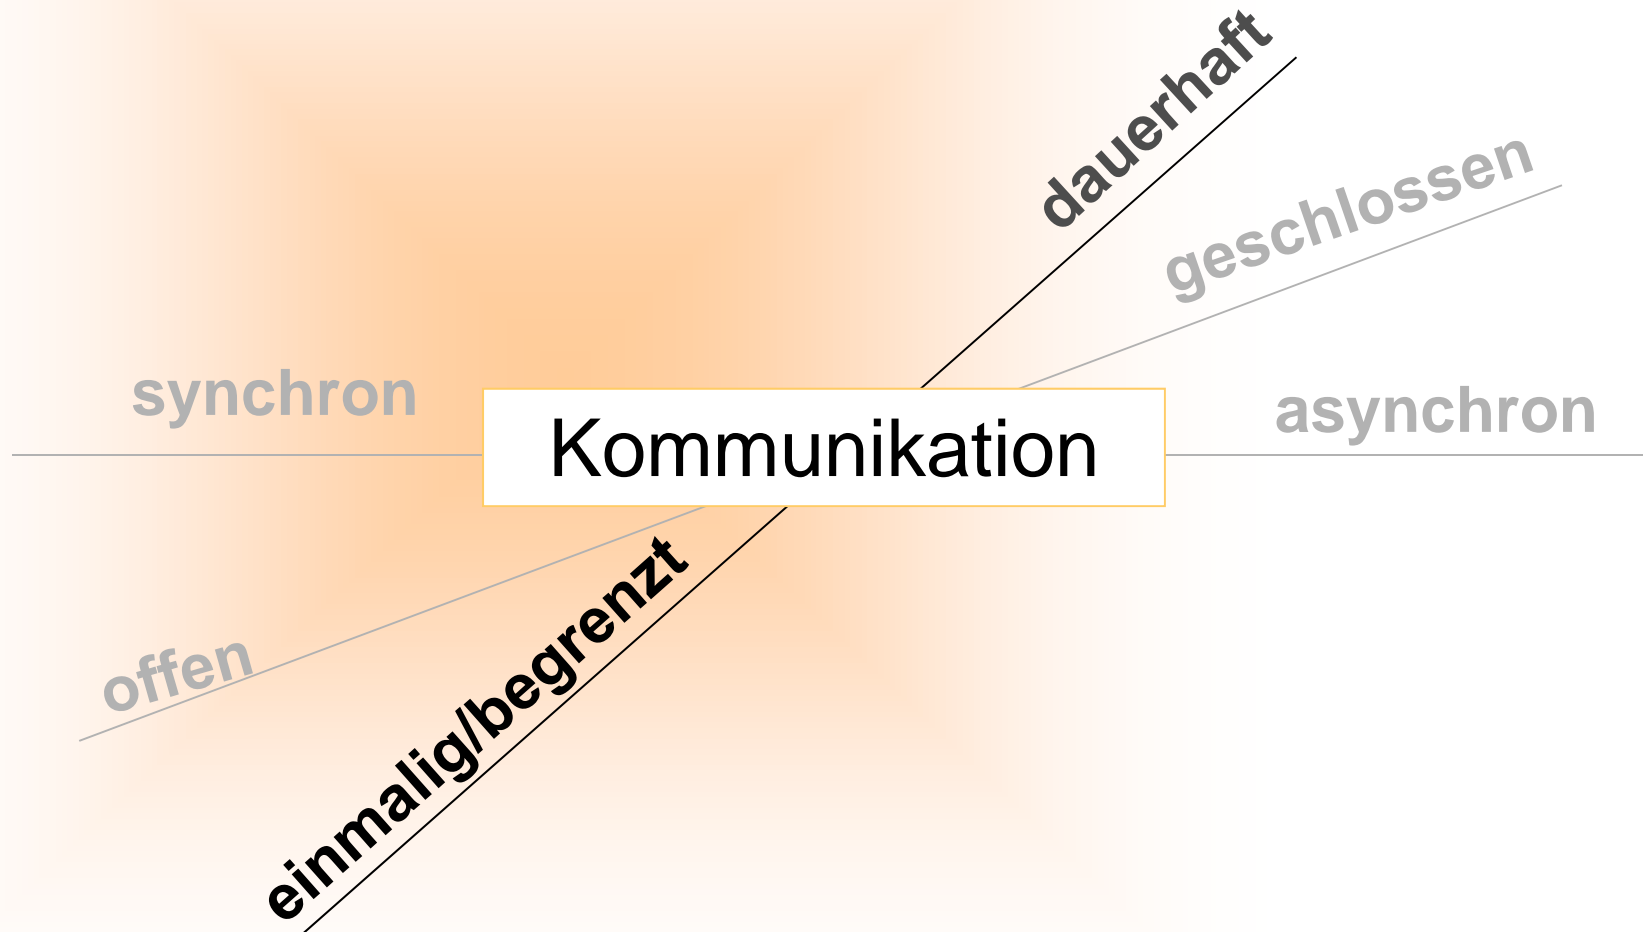 dauerhaft
geschlossen
synchron
asynchron
Kommunikation
offen
einmalig/begrenzt